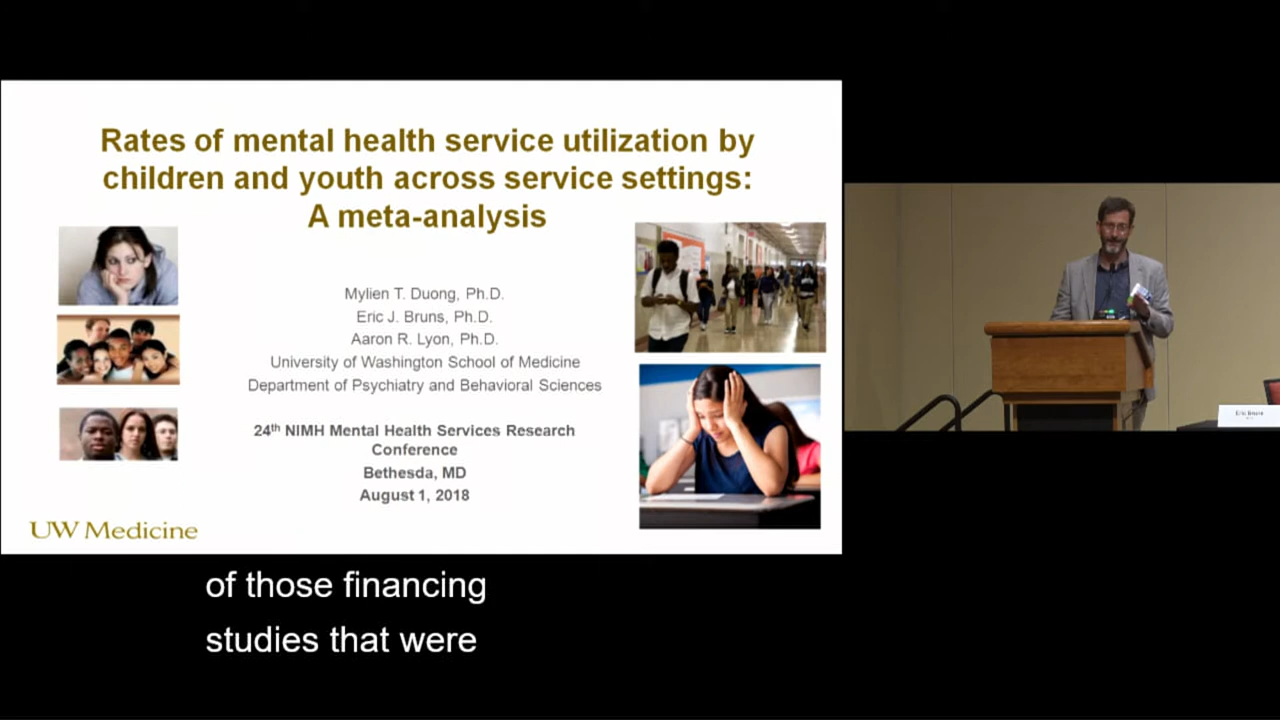 Rates of mental health service utilization by
children and youth across service settings:
A meta-analysis
Mylien T. Duong, Ph.D.
Eric J. Bruns, Ph.D.
Aaron R. Lyon, Ph.D.
University of Washington School of Medicine
Department of Psychiatry and Behavioral Sciences
24th NIMH Mental Health Services Research
Conference
Bethesda, MD
August 1, 2018
UW Medicine
Eric Bruns
of those financing
studies that were